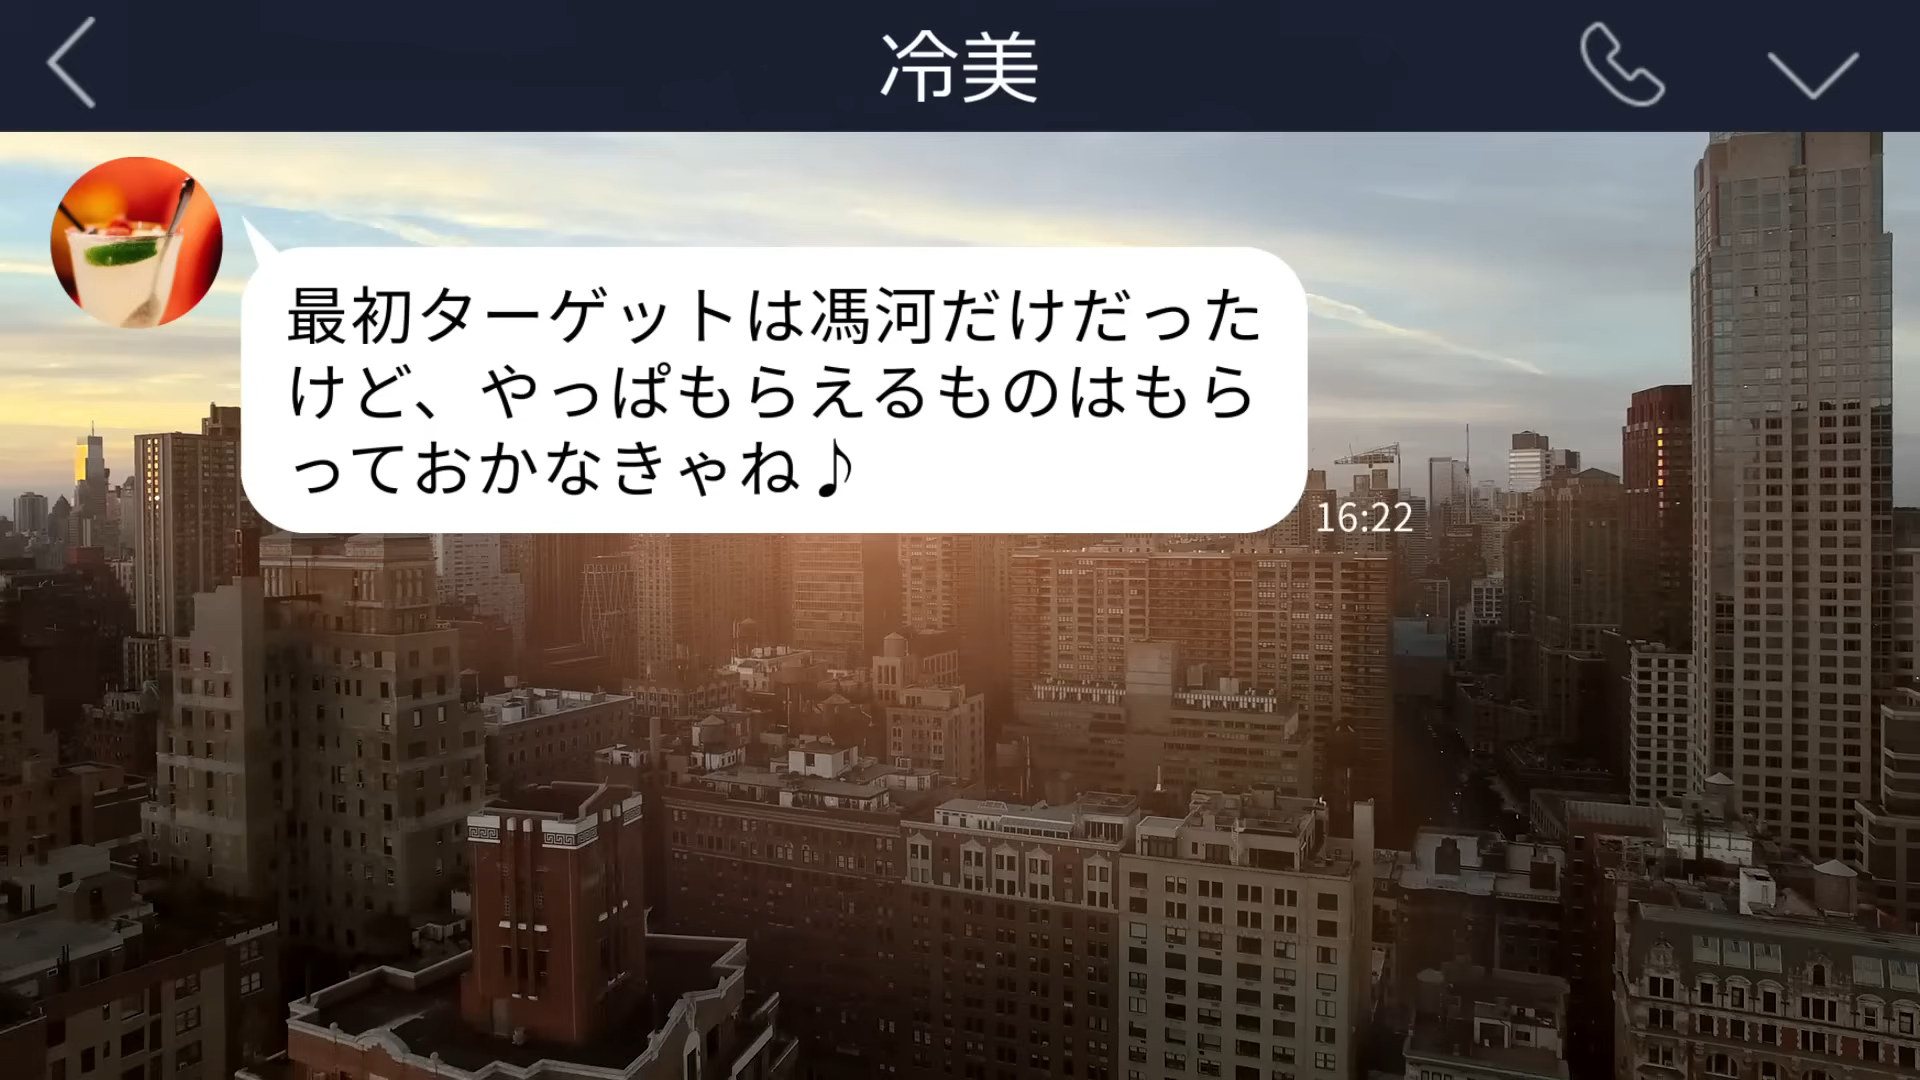 冷美
最初ターゲットは馮河だけだった
けど、やっぱもらえるものはもら
っておかなきゃね♪
16:22